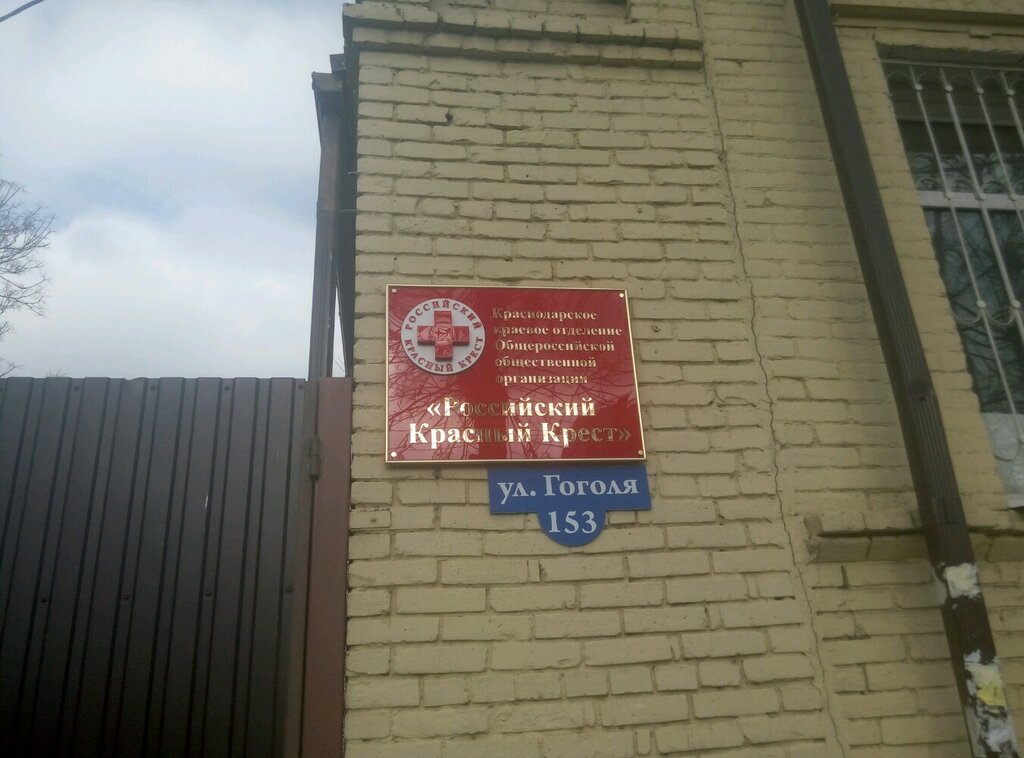 РОССИЙСКИЙ
КРАСНЫЙ КРЕСТ
Краснодарское
краевое отделение
Общероссийской
общественной
организации
«Российский
Красный Крест»
ул. Гоголя
153